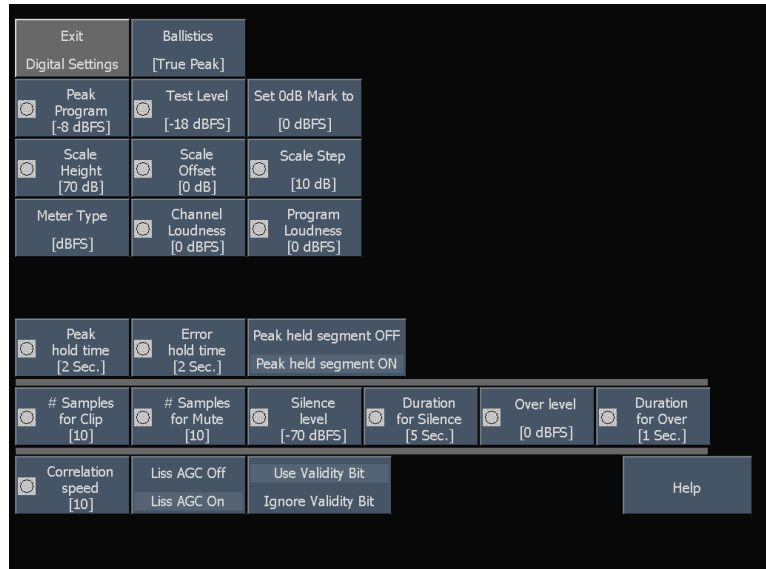 Exit
Digital Settings
Ballistics
[True Peak]
Peak
Program
[-8 dBFS]
Test Level
[-18 dBFS]
Set 0dB Mark to
[0 dBFS]
Scale
Height
[70 dB]
Scale
Offset
[0 dB]
Scale Step
[10 dB]
Meter Type
[dBFS]
Channel
Loudness
[0 dBFS]
Program
Loudness
[0 dBFS]
Peak
hold time
[2 Sec.]
Error
hold time
[2 Sec.]
Peak held segment OFF
Peak held segment ON
# Samples
for Clip
[10]
# Samples
for Mute
[10]
Silence
level
[-70 dBFS]
Duration
for Silence
[5 Sec.]
Over level
[0 dBFS]
Duration
for Over
[1 Sec.]
Correlation
speed
[10]
Liss AGC Off
Liss AGC On
Use Validity Bit
Ignore Validity Bit
Help